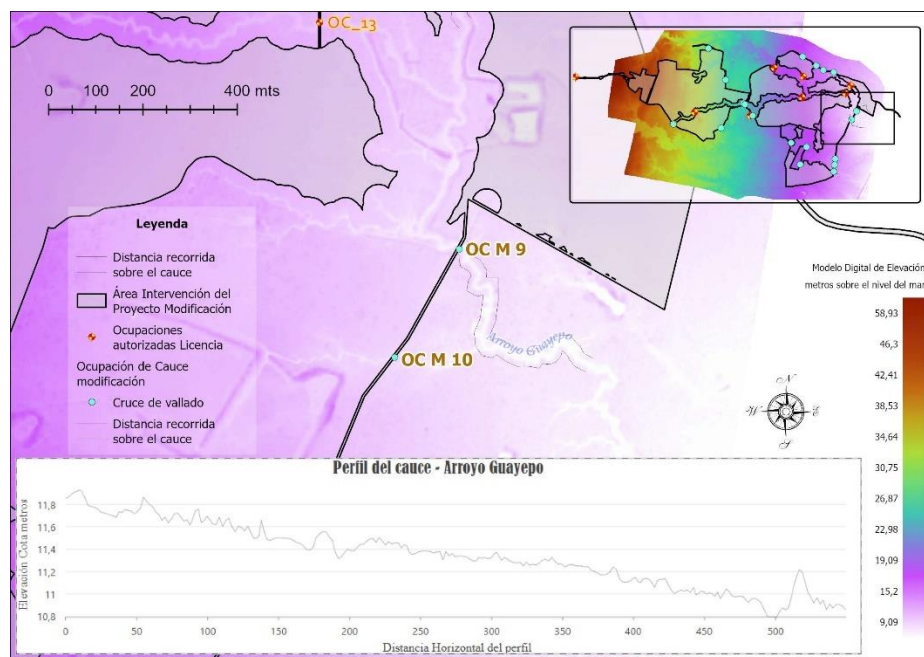 OC_13
0 100 200 400 mts
Leyenda
Distancia recorrida
sobre el cauce
Área Intervención del
Proyecto Modificación
Ocupaciones
autorizadas Licencia
Ocupación de Cauce
modificación
Cruce de vallado
Distancia recorrida
sobre el cauce
OC M 9
OC M 10
Arroyo Guayepo
Modelo Digital de Elevación
metros sobre el nivel del mar
58,93
46,3
42,41
38,53
34,64
30,75
26,87
22,98
19,09
15,2
9,09
N
W E
S
Perfil del cauce - Arroyo Guayepo
Elevación Cota metros
11,8
11,6
11,4
11,2
11
10,8
0 50 100 150 200 250 300 350 400 450 500
Distancia Horizontal del perfil